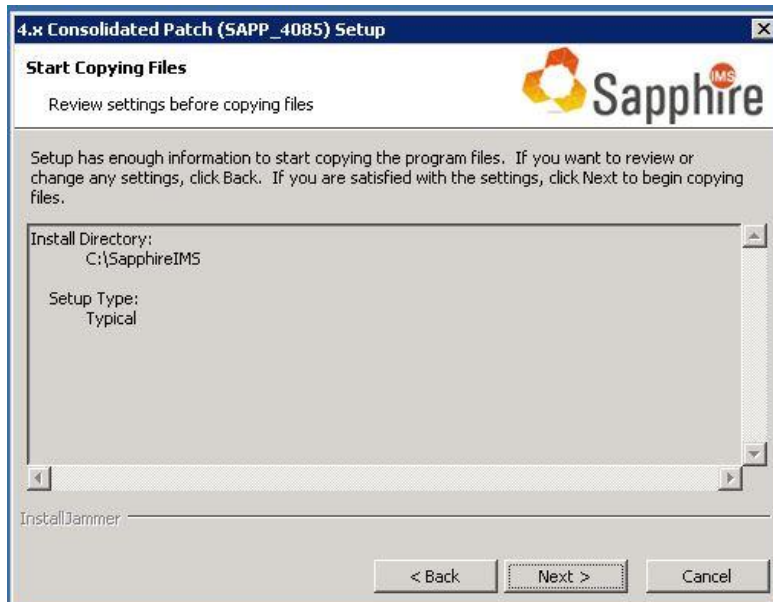 4.x Consolidated Patch (SAPP_4085) Setup
Start Copying Files
Review settings before copying files
Sapphire
IMS
Setup has enough information to start copying the program files. If you want to review or
change any settings, click Back. If you are satisfied with the settings, click Next to begin copying
files.
Install Directory:
C:\SapphireIMS
Setup Type:
Typical
InstallJammer
< Back
Next >
Cancel